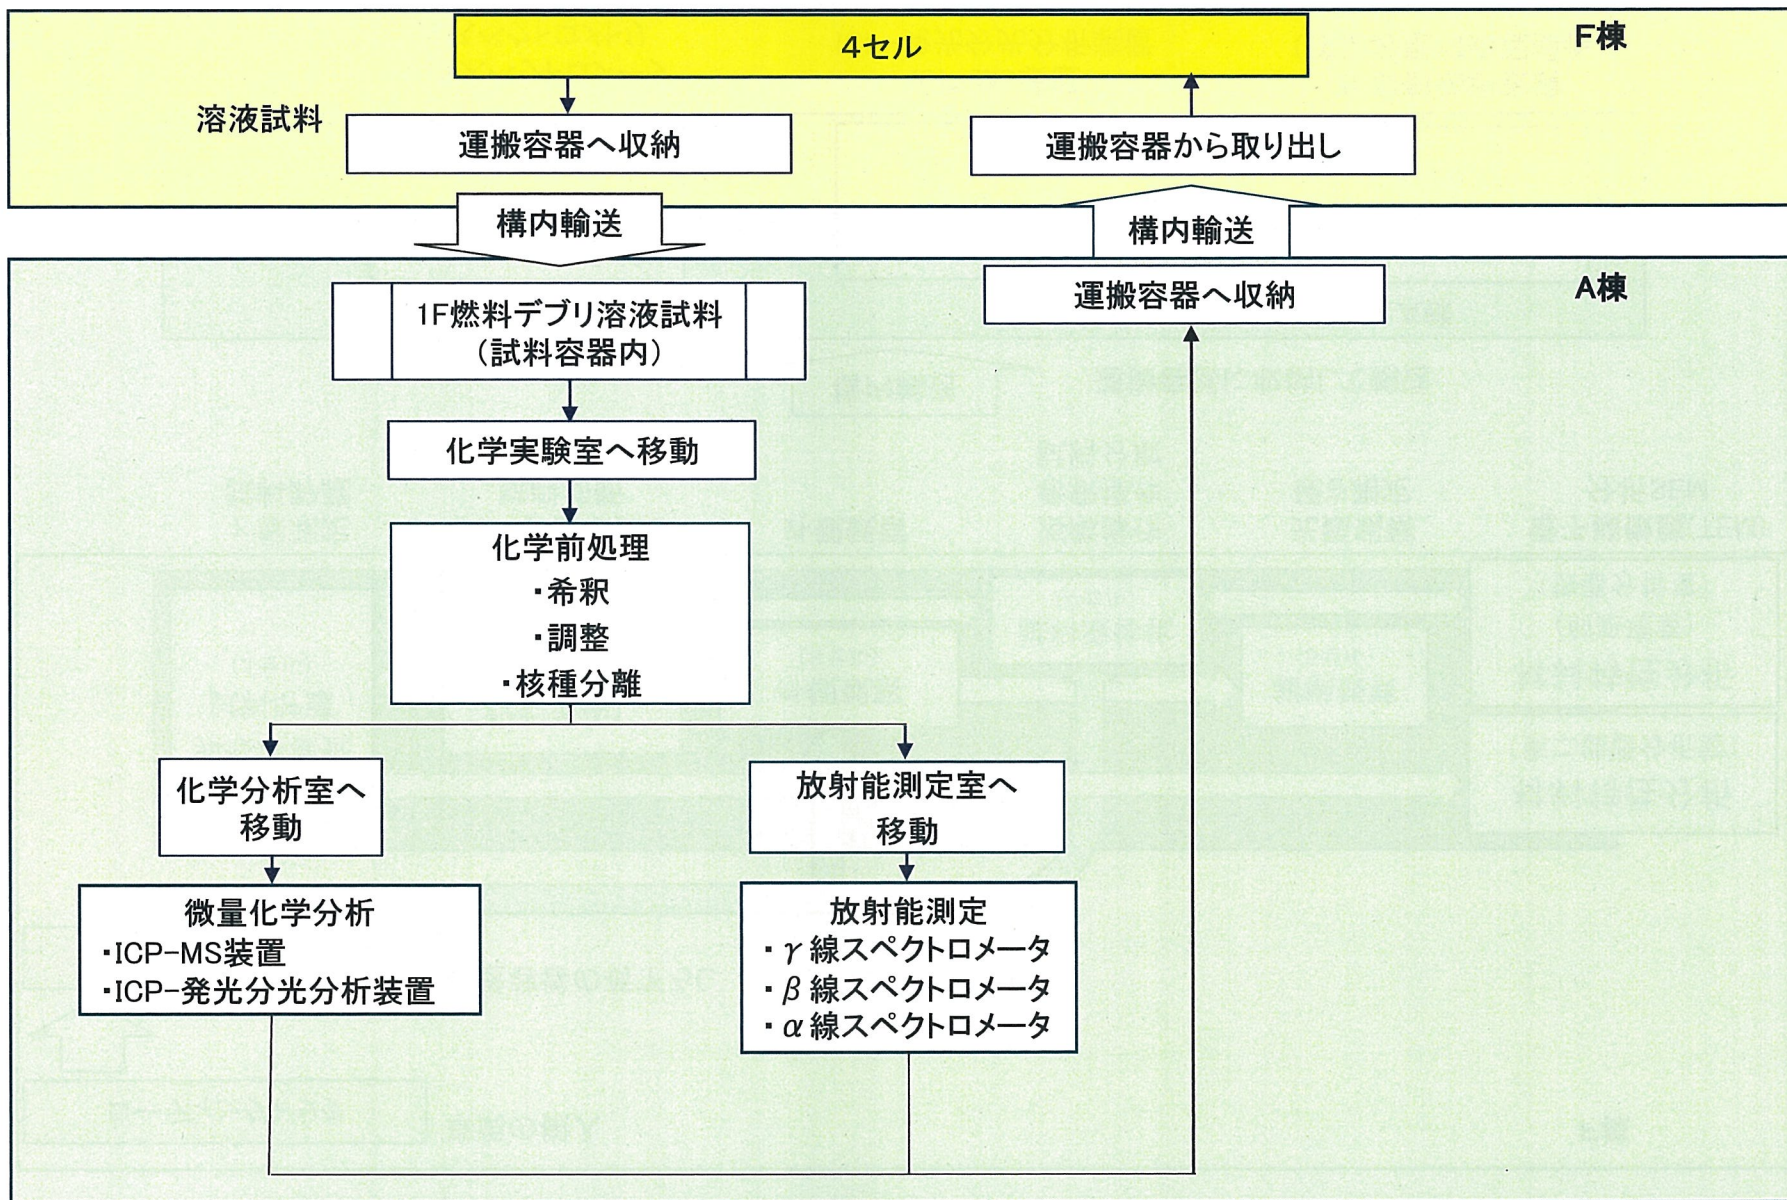 F棟
4セル
溶液試料
運搬容器へ収納
運搬容器から取り出し
構内輸送
構内輸送
A棟
運搬容器へ収納
1F燃料デブリ溶液試料
(試料容器内)
化学実験室へ移動
化学前処理
・希釈
・調整
・核種分離
化学分析室へ
移動
放射能測定室へ
移動
微量化学分析
・ICP-MS装置
・ICP-発光分光分析装置
放射能測定
・γ線スペクトロメータ
・β線スペクトロメータ
・α線スペクトロメータ